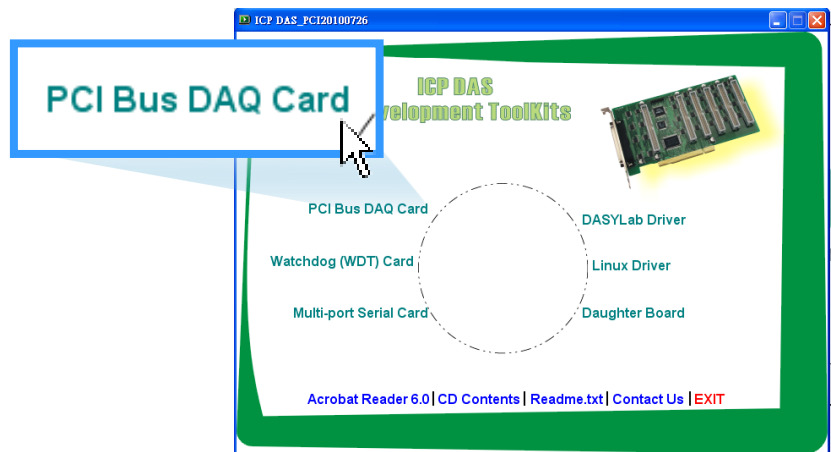 ICP DAS_PCI20100726
PCI Bus DAQ Card
ICP DAS
velopment ToolKits
PCI Bus DAQ Card
DASYLab Driver
Watchdog (WDT) Card
Linux Driver
Multi-port Serial Card
Daughter Board
Acrobat Reader 6.0 | CD Contents | Readme.txt | Contact Us | EXIT